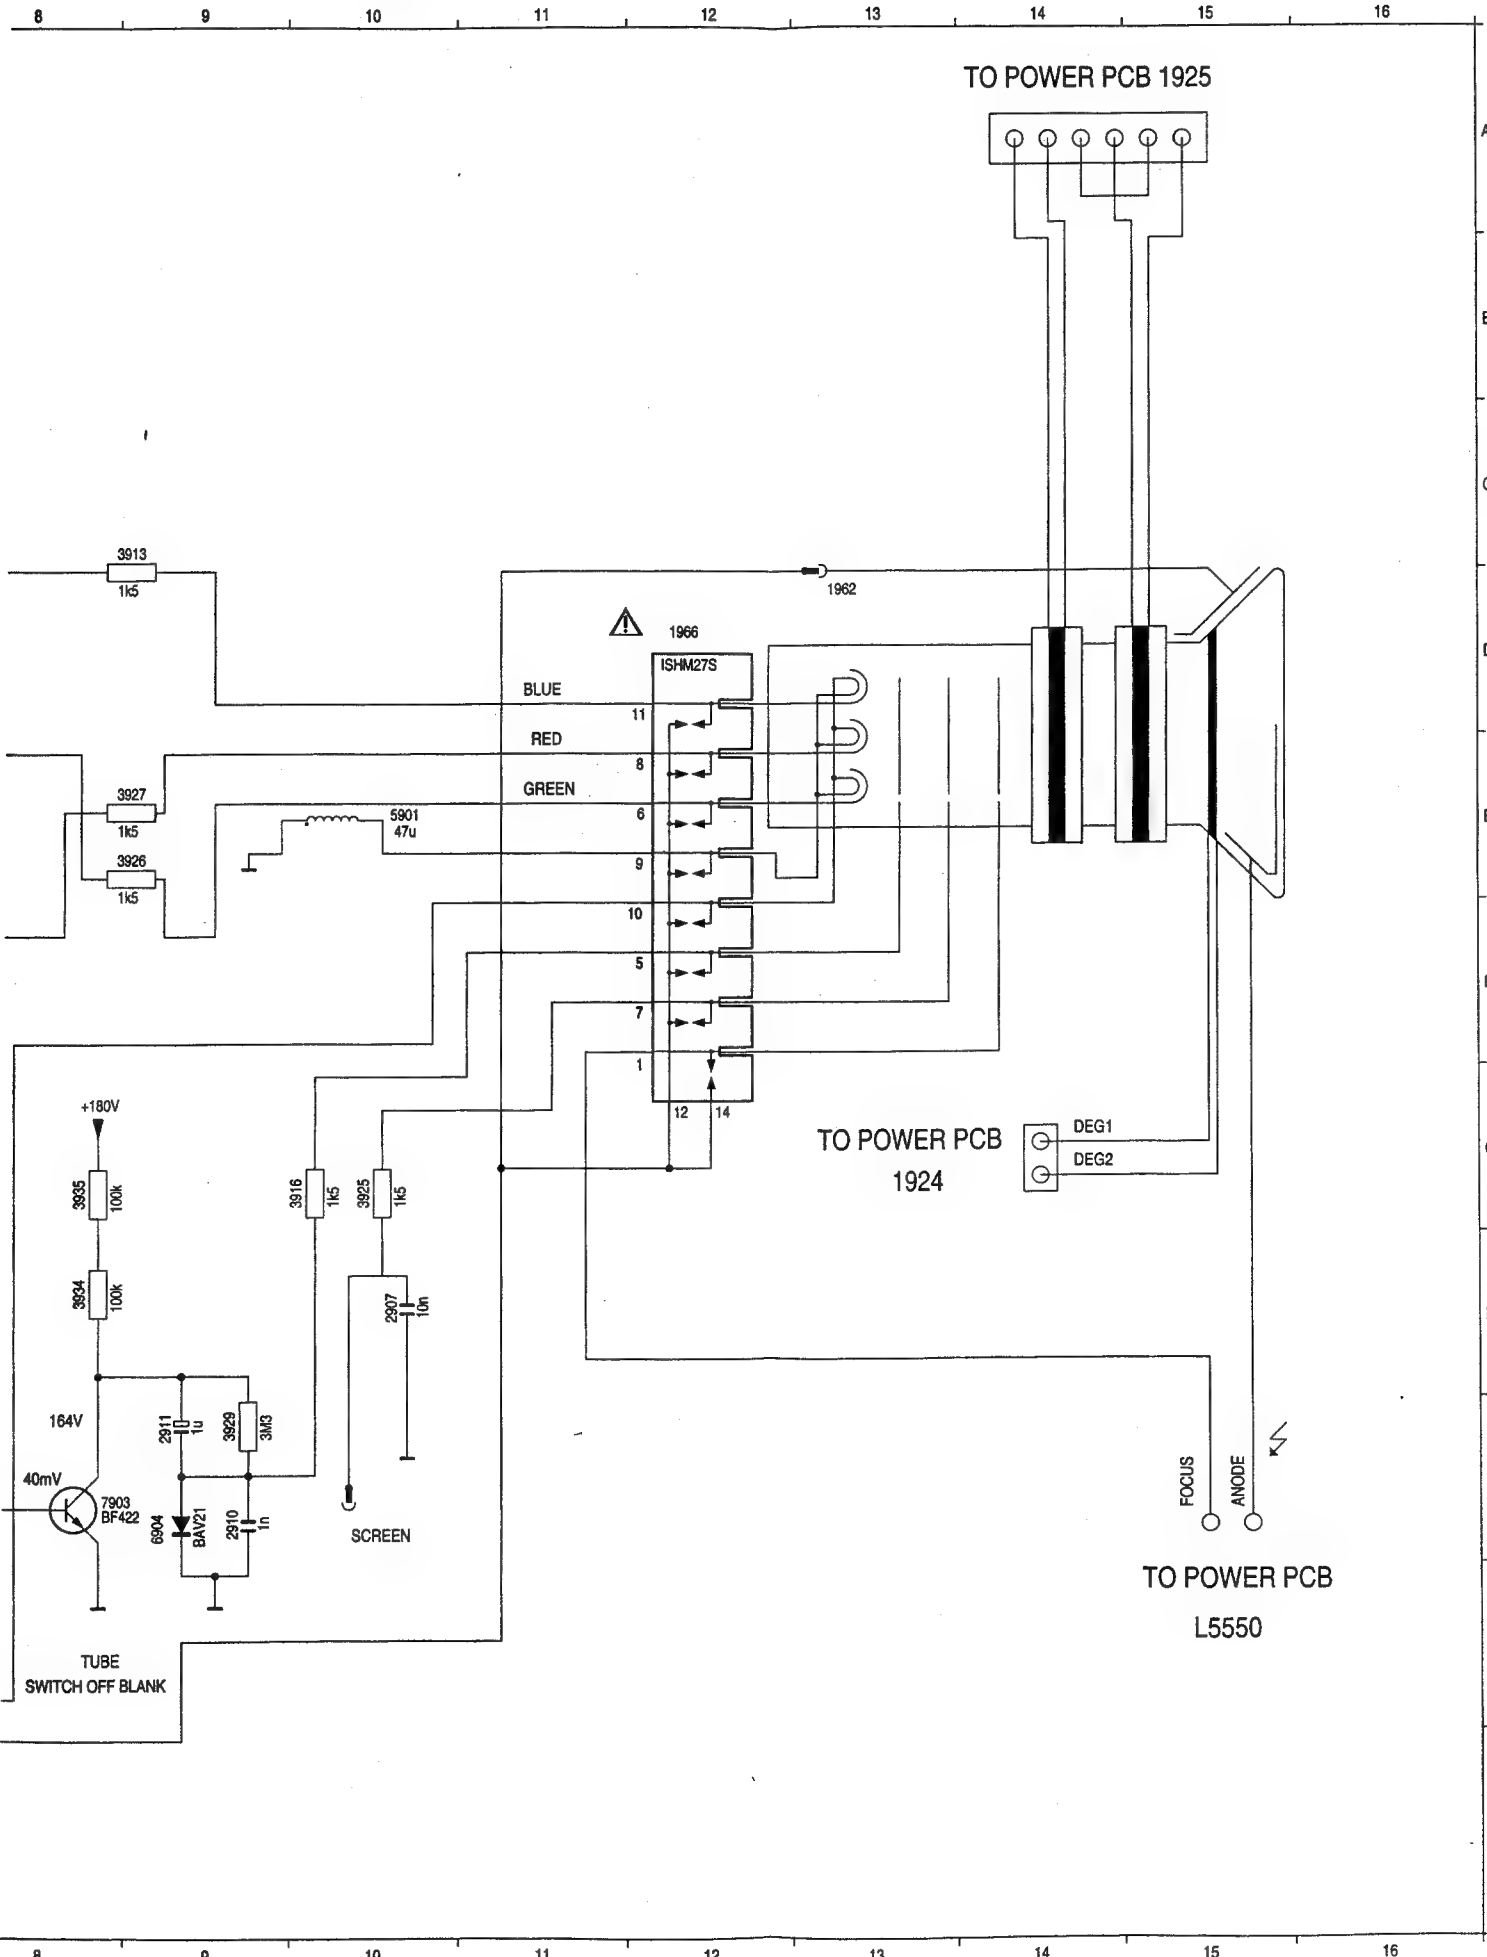 8 9 10 11 12 13 14 15 16
TO POWER PCB 1925
A
B
C
3913
1k5
1962
1966
ISHM27S
D
BLUE
11
RED
8
GREEN
6
3927
1k5
5901
47u
E
3926
1k5
9
10
5
7
1
12 14
+180V
TO POWER PCB
1924
DEG1
DEG2
3935
100k
3916
1k5
3925
1k5
3934
100k
2907
10n
164V
2911
1u
3929
3M3
40mV
7903
BF422
6904
BAV21
2910
1n
SCREEN
FOCUS
ANODE
TO POWER PCB
L5550
TUBE
SWITCH OFF BLANK
8 9 10 11 12 13 14 15 16